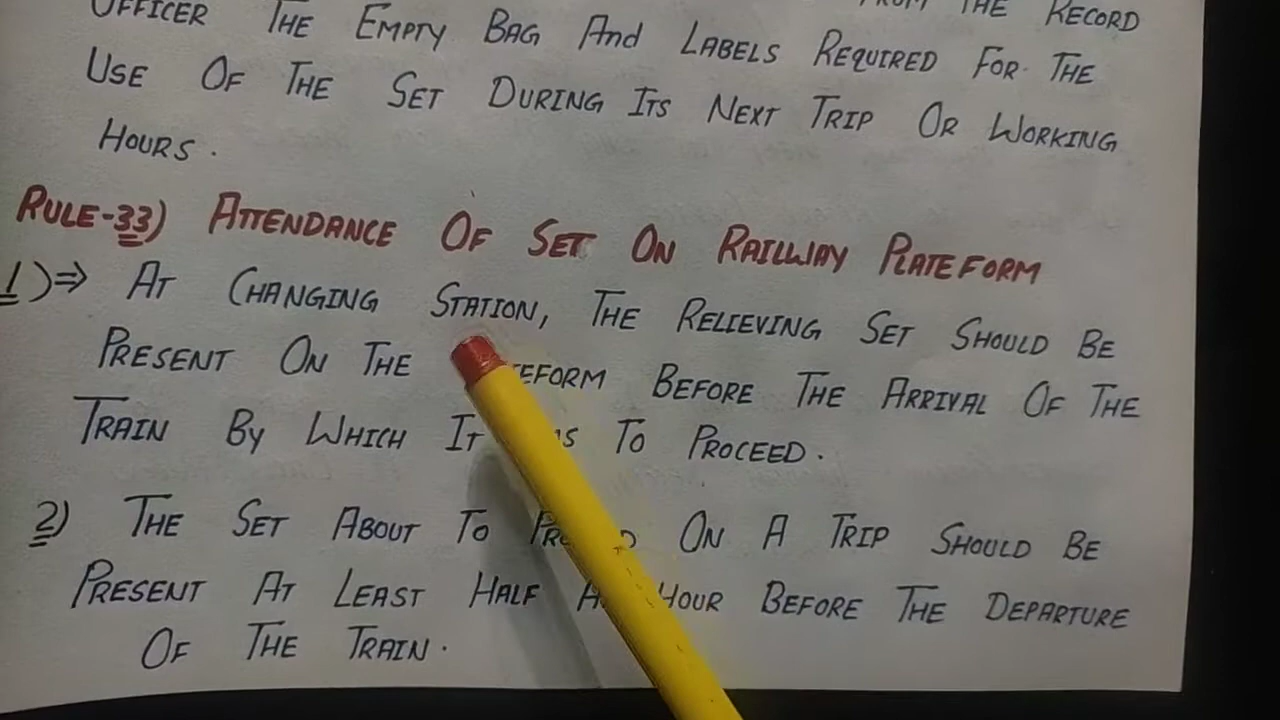 OFFICER THE EMPTY BAG AND LABELS REQUIRED FOR THE
FROM THE RECORD
USE OF THE SET DURING ITS NEXT TRIP OR WORKING
HOURS.
RULE-33) ATTENDANCE OF SET ON RAILWAY PLATEFORM
1)⇒ AT CHANGING STATION, THE RELIEVING SET SHOULD BE
PRESENT ON THE BEFORE THE ARRIVAL OF THE
TRAIN BY WHICH IT TO PROCEED.
2) THE SET ABOUT TO ON A TRIP SHOULD BE
PRESENT AT LEAST HALF HOUR BEFORE THE DEPARTURE
OF THE TRAIN.